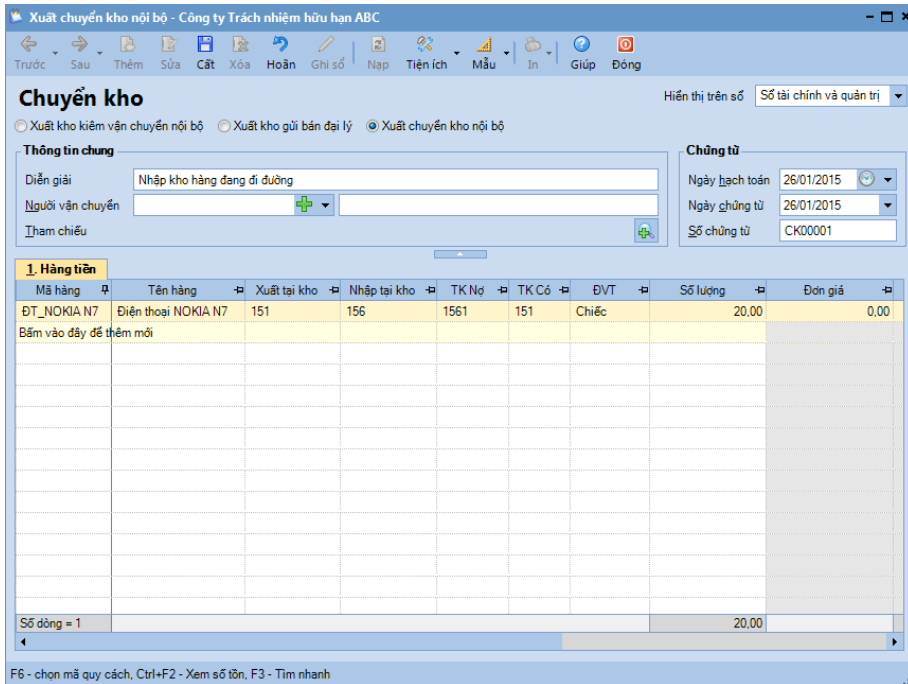 Xuất chuyển kho nội bộ - Công ty Trách nhiệm hữu hạn ABC
Trước Sau Thêm Sửa Cất Xóa Hoãn Ghi sổ Nạp Tiện ích Mẫu In Giúp Đóng
Chuyển kho
Hiển thị trên sổ Sổ tài chính và quản trị
Xuất kho kiêm vận chuyển nội bộ Xuất kho gửi bán đại lý Xuất chuyển kho nội bộ
Thông tin chung
Diễn giải Nhập kho hàng đang đi đường
Người vận chuyển
Tham chiếu
Chứng từ
Ngày hạch toán 26/01/2015
Ngày chứng từ 26/01/2015
Số chứng từ CK00001
1. Hàng tiền
Mã hàng Tên hàng Xuất tại kho Nhập tại kho TK Nợ TK Có ĐVT Số lượng Đơn giá
ĐT_NOKIA N7 Điện thoại NOKIA N7 151 156 1561 151 Chiếc 20,00 0,00
Bấm vào đây để thêm mới
Số dòng = 1 20,00
F6 - chọn mã quy cách, Ctrl+F2 - Xem số tồn, F3 - Tìm nhanh